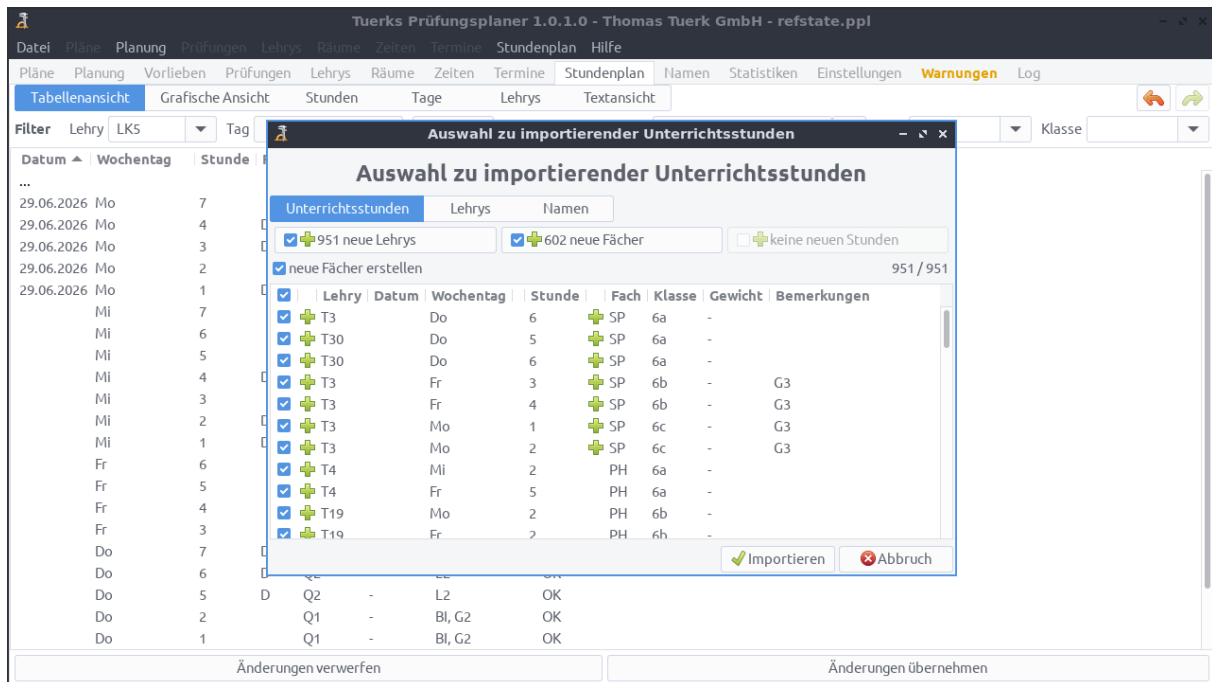 Tuerks Prüfungsplaner 1.0.1.0 - Thomas Tuerk GmbH - refstate.ppl
Datei Pläne Planung Prüfungen Lehrys Räume Zeiten Termine Stundenplan Hilfe
Pläne Planung Vorlieben Prüfungen Lehrys Räume Zeiten Termine Stundenplan Namen Statistiken Einstellungen Warnungen Log
Tabellenansicht Grafische Ansicht Stunden Tage Lehrys Textansicht
Filter Lehry LK5 Tag Klasse
Datum Wochentag Stunde
...
29.06.2026 Mo 7
29.06.2026 Mo 4
29.06.2026 Mo 3
29.06.2026 Mo 2
29.06.2026 Mo 1
Mi 7
Mi 6
Mi 5
Mi 4
Mi 3
Mi 2
Mi 1
Fr 6
Fr 5
Fr 4
Fr 3
Do 7
Do 6
Do 5 D Q2 - L2 OK
Do 2 Q1 - BI, G2 OK
Do 1 Q1 - BI, G2 OK
Auswahl zu importierender Unterrichtsstunden
Auswahl zu importierender Unterrichtsstunden
Unterrichtsstunden Lehrys Namen
951 neue Lehrys 602 neue Fächer keine neuen Stunden
neue Fächer erstellen 951 / 951
Lehry Datum Wochentag Stunde Fach Klasse Gewicht Bemerkungen
T3 Do 6 SP 6a -
T30 Do 5 SP 6a -
T30 Do 6 SP 6a -
T3 Fr 3 SP 6b - G3
T3 Fr 4 SP 6b - G3
T3 Mo 1 SP 6c - G3
T3 Mo 2 SP 6c - G3
T4 Mi 2 PH 6a -
T4 Fr 5 PH 6a -
T19 Mo 2 PH 6b -
T19 Fr 2 PH 6b -
Importieren Abbruch
Änderungen verwerfen Änderungen übernehmen